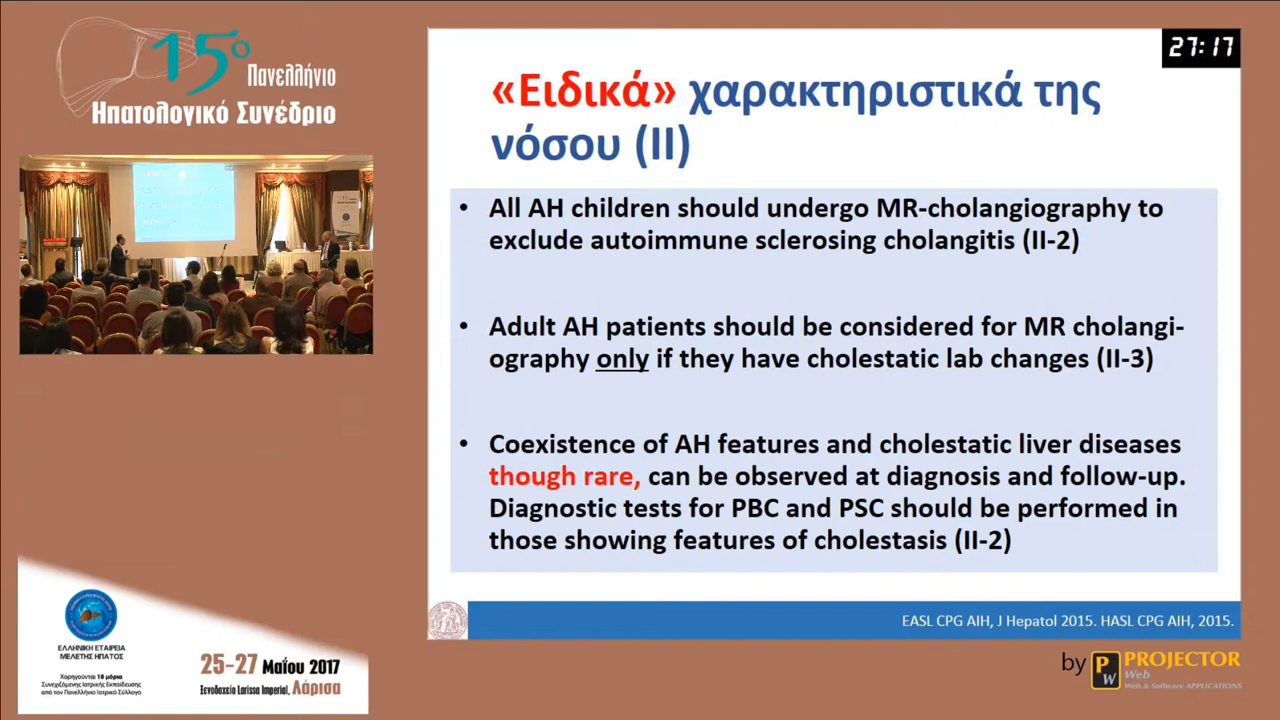 15ο
Πανελλήνιο
Ηπατολογικό Συνέδριο
27:17
«Ειδικά» χαρακτηριστικά της
νόσου (ΙΙ)
• All AH children should undergo MR-cholangiography to
exclude autoimmune sclerosing cholangitis (II-2)
• Adult AH patients should be considered for MR cholangi-
ography only if they have cholestatic lab changes (II-3)
• Coexistence of AH features and cholestatic liver diseases
though rare, can be observed at diagnosis and follow-up.
Diagnostic tests for PBC and PSC should be performed in
those showing features of cholestasis (II-2)
EASL CPG AIH, J Hepatol 2015. HASL CPG AIH, 2015.
ΕΛΛΗΝΙΚΗ ΕΤΑΙΡΕΙΑ
ΜΕΛΕΤΗΣ ΗΠΑΤΟΣ
Χορηγούνται 18 μόρια
Συνεχιζόμενης Ιατρικής Εκπαίδευσης
από τον Πανελλήνιο Ιατρικό Σύλλογο
25-27 Μαΐου 2017
Ξενοδοχείο Larissa Imperial, Λάρισα
by PW PROJECTOR
Web
Web & Software APPLICATIONS